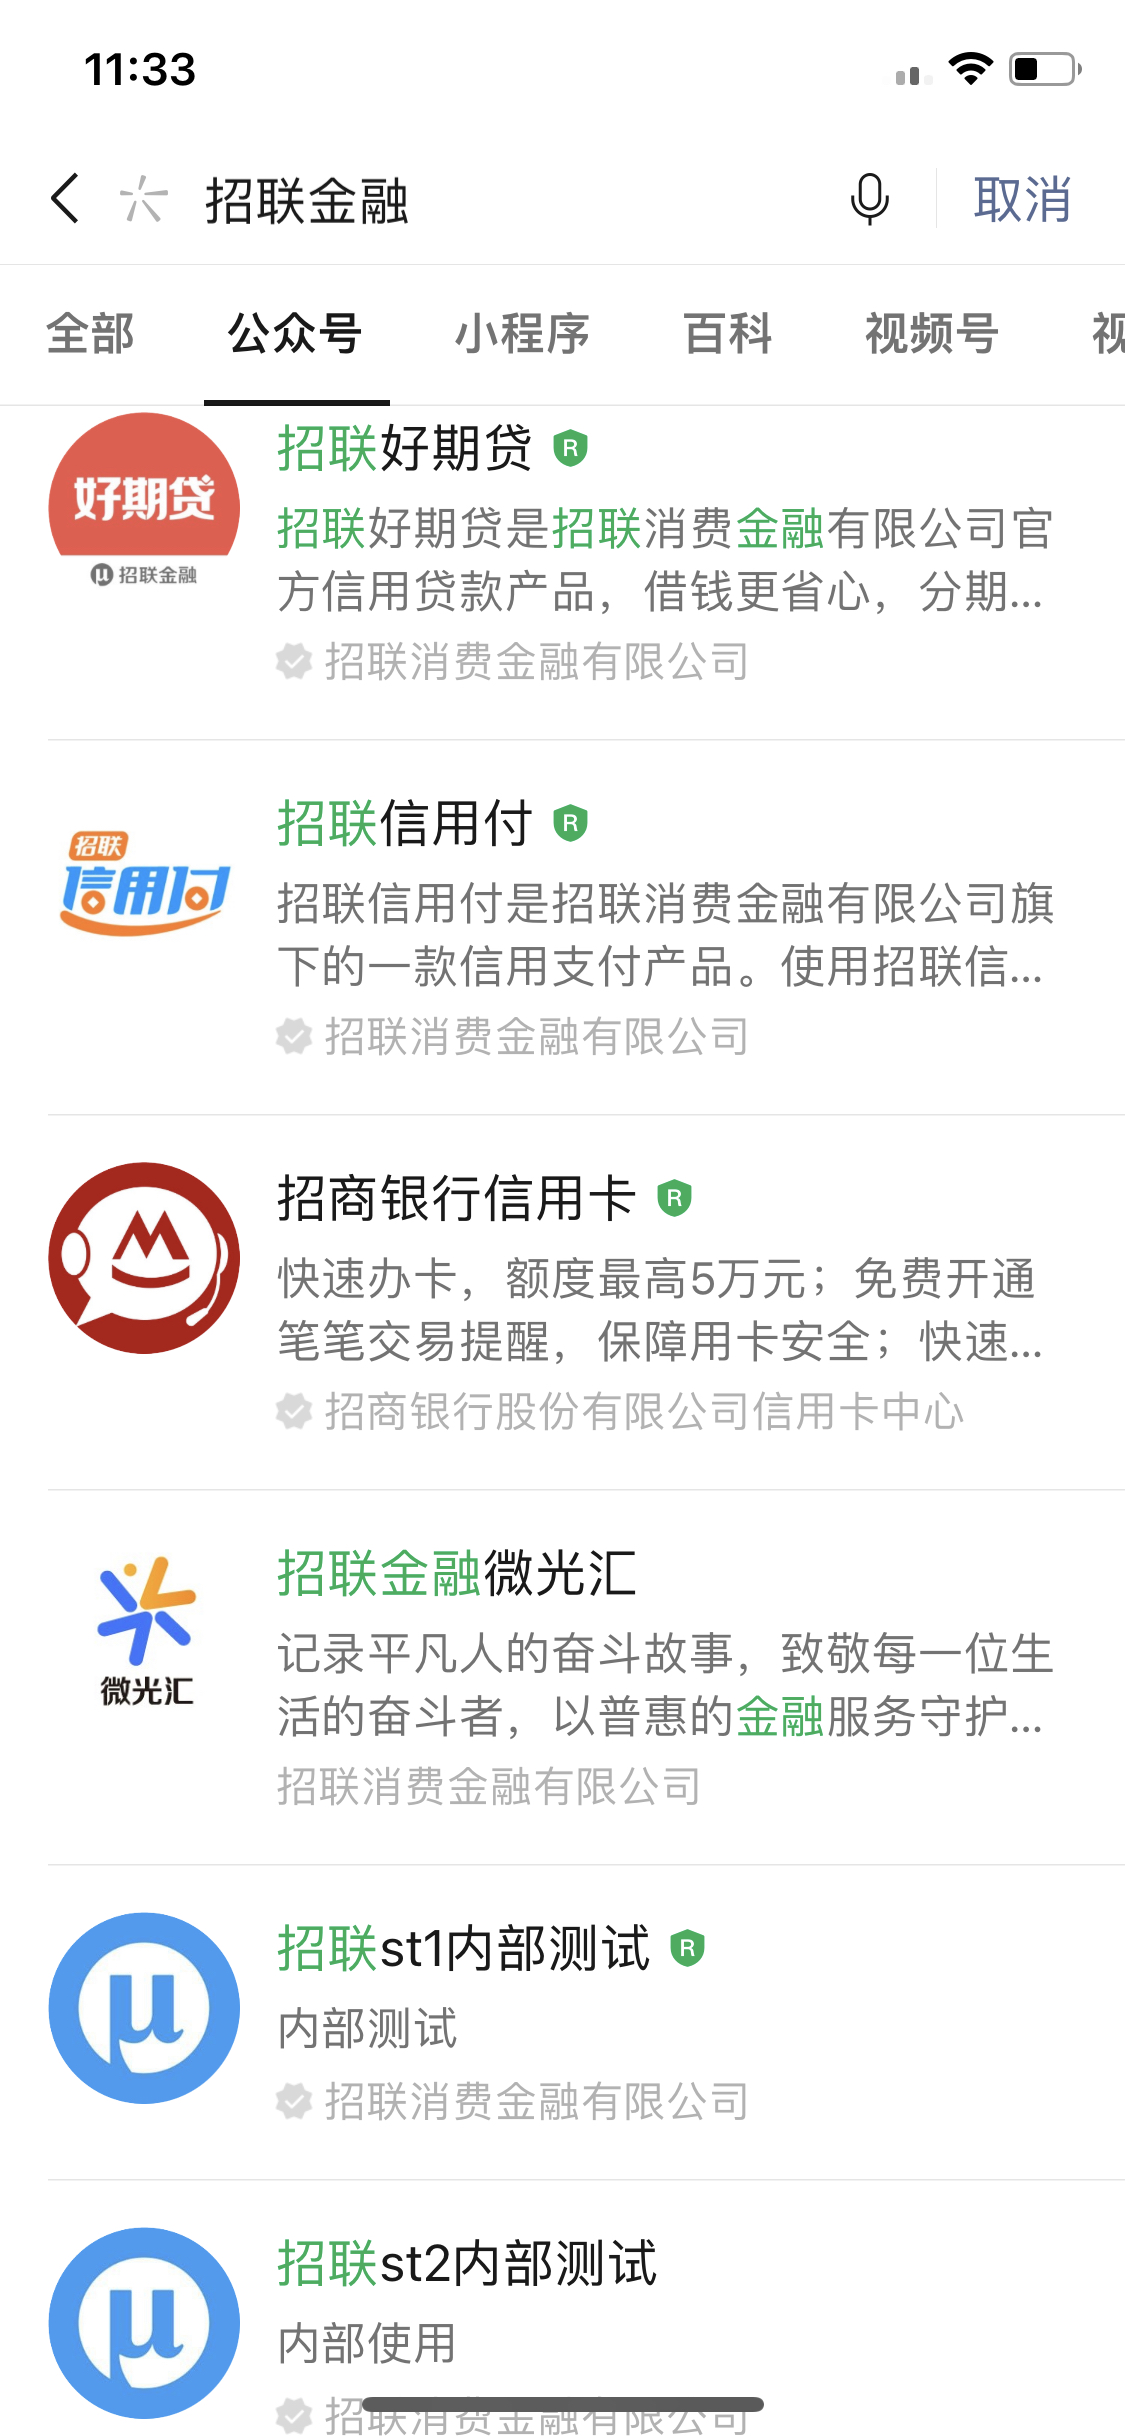 11:33
招联金融
取消
全部 公众号 小程序 百科 视频号 视
好期贷
招联金融
招联好期贷
招联好期贷是招联消费金融有限公司官
方信用贷款产品，借钱更省心，分期...
招联消费金融有限公司
招联
信用付
招联信用付
招联信用付是招联消费金融有限公司旗
下的一款信用支付产品。使用招联信...
招联消费金融有限公司
招商银行信用卡
快速办卡，额度最高5万元；免费开通
笔笔交易提醒，保障用卡安全；快速...
招商银行股份有限公司信用卡中心
微光汇
招联金融微光汇
记录平凡人的奋斗故事，致敬每一位生
活的奋斗者，以普惠的金融服务守护...
招联消费金融有限公司
μ
招联st1内部测试
内部测试
招联消费金融有限公司
μ
招联st2内部测试
内部使用
招联消费金融有限公司